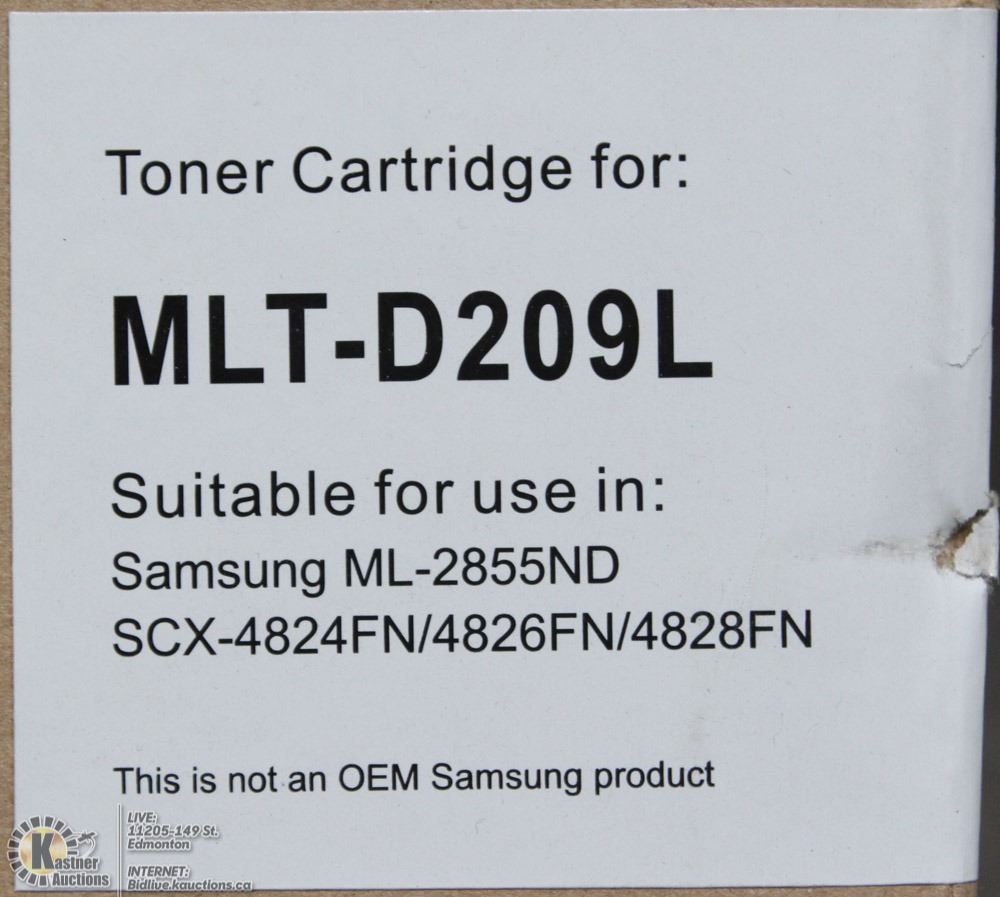 Toner Cartridge for:
MLT-D209L
Suitable for use in:
Samsung ML-2855ND
SCX-4824FN/4826FN/4828FN
This is not an OEM Samsung product
Kastner
Auctions
LIVE:
11205-149 St.
Edmonton
INTERNET:
Bidlive.kauctions.ca